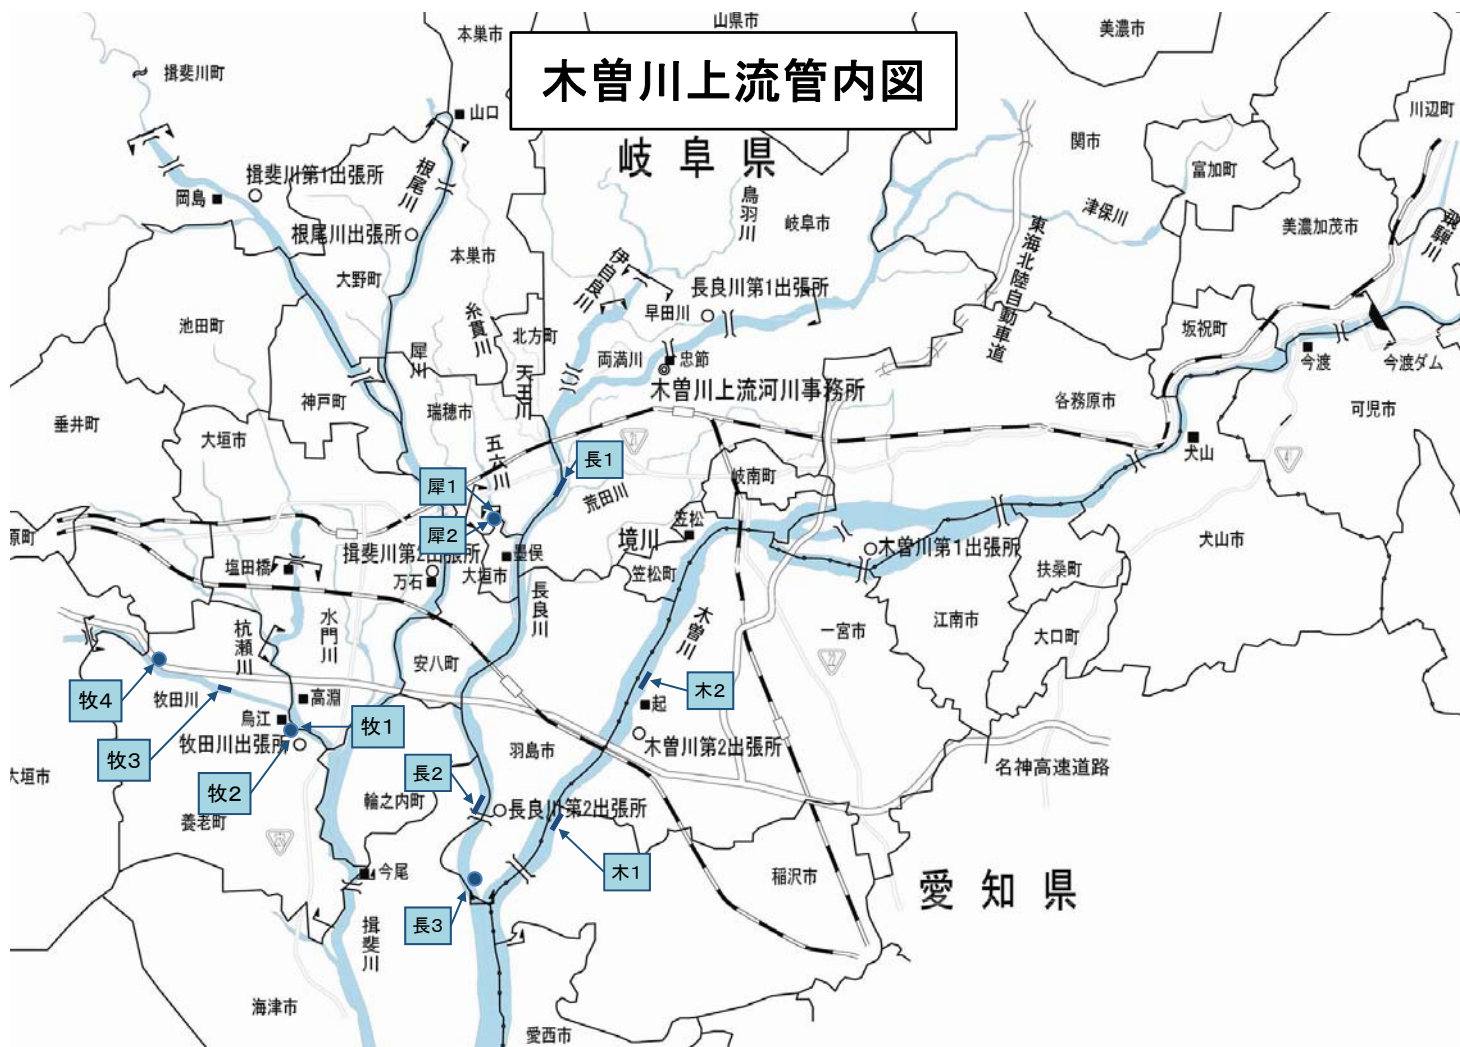 木曽川上流管内図
本巣市
山県市
美濃市
揖斐川町
山口
川辺町
関市
岐阜県
富加町
揖斐川第1出張所
根尾川
岡島
鳥羽川
津保川
岐阜市
美濃加茂市
飛騨川
根尾川出張所
本巣市
伊自良川
東海北陸自動車道
大野町
長良川第1出張所
糸貫川
早田川
池田町
北方町
坂祝町
犀川
両満川
忠節
今渡
今渡ダム
天王川
木曽川上流河川事務所
神戸町
瑞穂市
各務原市
可児市
垂井町
大垣市
五六川
21
犬山
41
長1
岐南町
犀1
荒田川
笠松
犀2
境川
原町
揖斐川第2出張所
墨俣
木曽川第1出張所
犬山市
塩田橋
万石
大垣市
笠松町
扶桑町
長良川
木曽川
江南市
杭瀬川
水門川
一宮市
大口町
安八町
22
牧4
牧田川
高淵
木2
起
烏江
牧1
牧田川出張所
木曽川第2出張所
牧3
羽島市
名神高速道路
大垣市
長2
牧2
輪之内町
長良川第2出張所
養老町
今尾
木1
稲沢市
愛知県
長3
揖斐川
海津市
愛西市